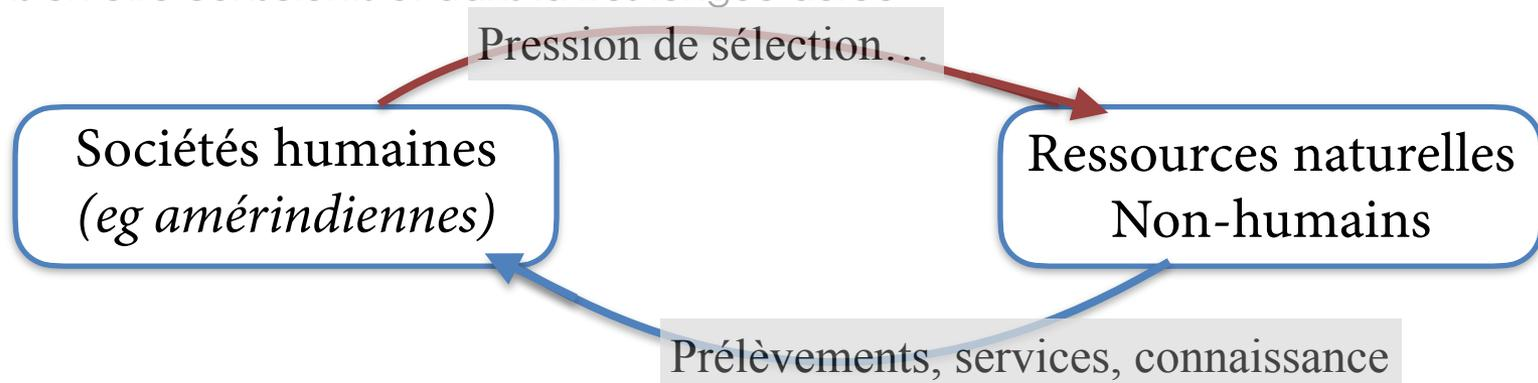 Pression de sélection…
Sociétés humaines
(eg amérindiennes)
Ressources naturelles
Non-humains
Prélèvements, services, connaissance